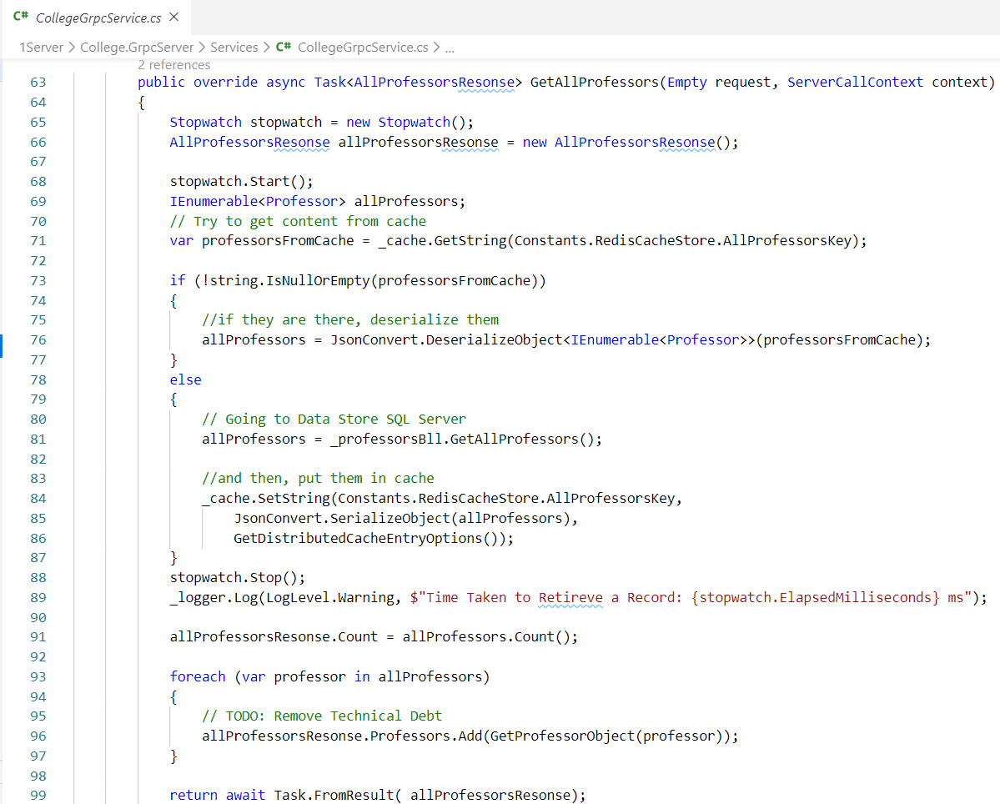 C# CollegeGrpcService.cs ×
1Server > College.GrpcServer > Services > C# CollegeGrpcService.cs > ...
2 references
63 public override async Task<AllProfessorsResonse> GetAllProfessors(Empty request, ServerCallContext context)
64 {
65 Stopwatch stopwatch = new Stopwatch();
66 AllProfessorsResonse allProfessorsResonse = new AllProfessorsResonse();
67
68 stopwatch.Start();
69 IEnumerable<Professor> allProfessors;
70 // Try to get content from cache
71 var professorsFromCache = _cache.GetString(Constants.RedisCacheStore.AllProfessorsKey);
72
73 if (!string.IsNullOrEmpty(professorsFromCache))
74 {
75 //if they are there, deserialize them
76 allProfessors = JsonConvert.DeserializeObject<IEnumerable<Professor>>(professorsFromCache);
77 }
78 else
79 {
80 // Going to Data Store SQL Server
81 allProfessors = _professorsBll.GetAllProfessors();
82
83 //and then, put them in cache
84 _cache.SetString(Constants.RedisCacheStore.AllProfessorsKey,
85 JsonConvert.SerializeObject(allProfessors),
86 GetDistributedCacheEntryOptions());
87 }
88 stopwatch.Stop();
89 _logger.Log(LogLevel.Warning, $"Time Taken to Retireve a Record: {stopwatch.ElapsedMilliseconds} ms");
90
91 allProfessorsResonse.Count = allProfessors.Count();
92
93 foreach (var professor in allProfessors)
94 {
95 // TODO: Remove Technical Debt
96 allProfessorsResonse.Professors.Add(GetProfessorObject(professor));
97 }
98
99 return await Task.FromResult( allProfessorsResonse);